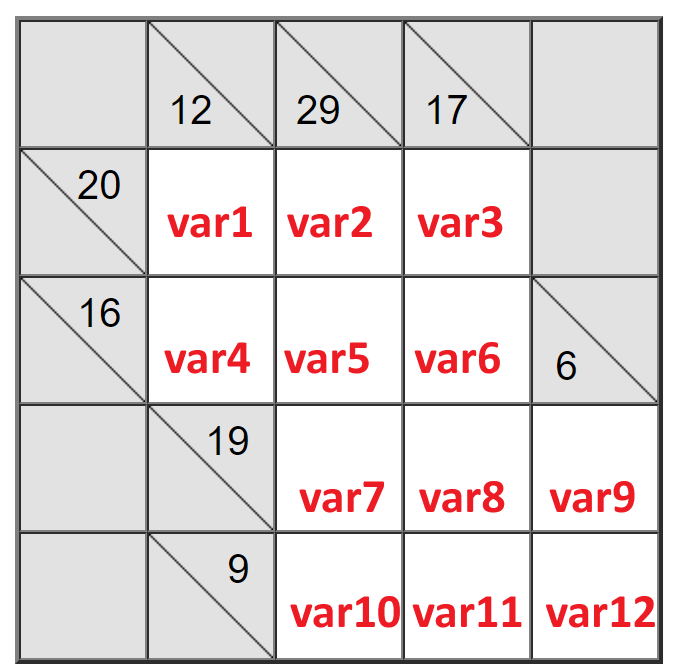 12 29 17
20 var1 var2 var3
16 var4 var5 var6 6
19 var7 var8 var9
9 var10 var11 var12